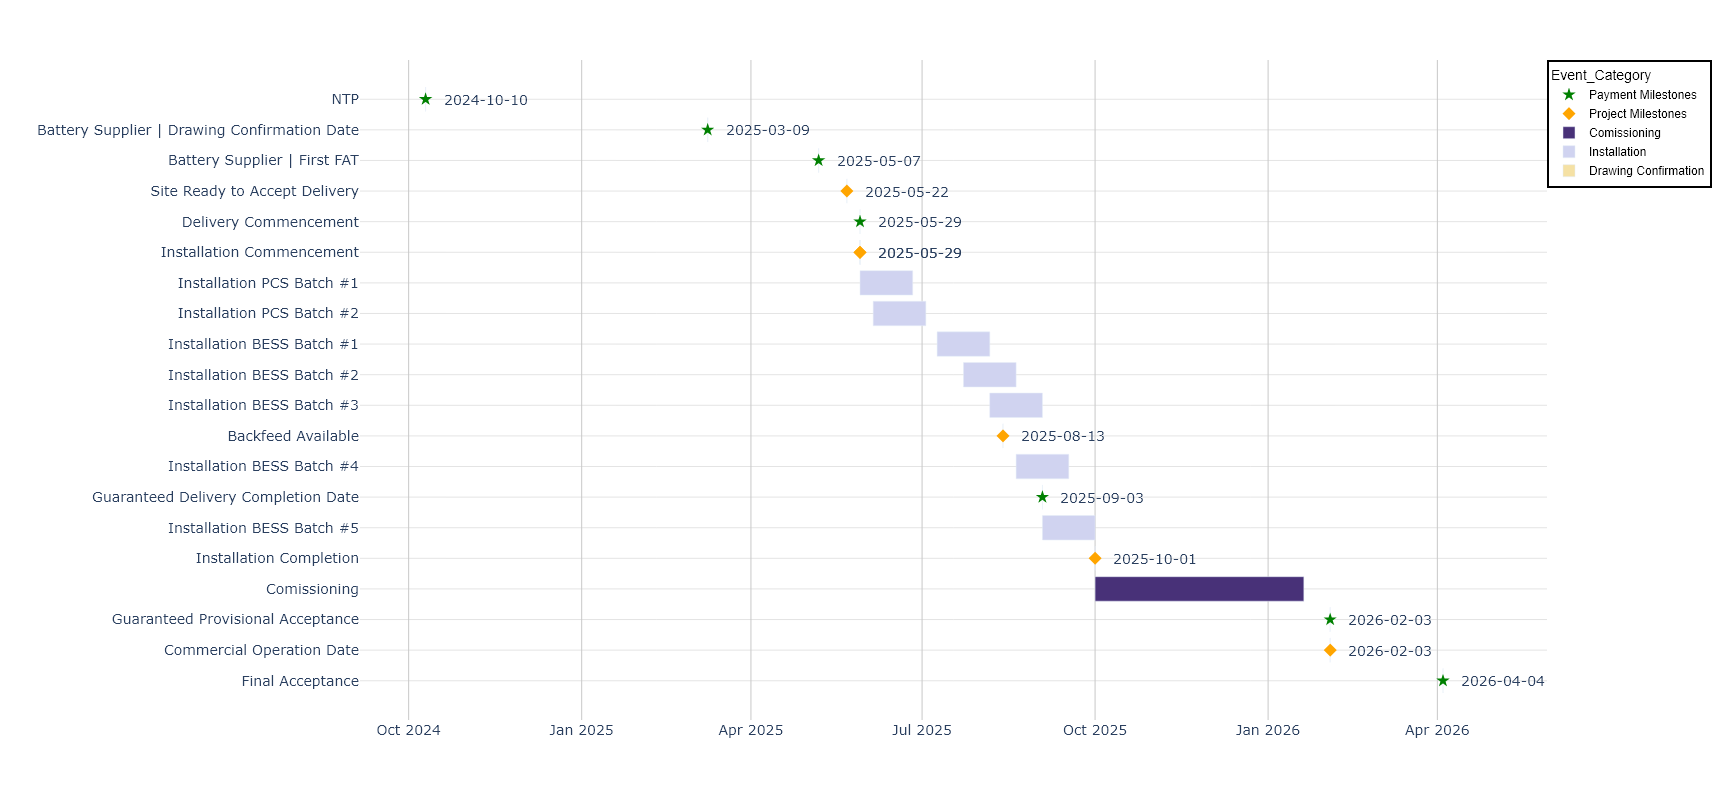 Event_Category
Payment Milestones
Project Milestones
Comissioning
Installation
Drawing Confirmation
NTP 2024-10-10
Battery Supplier | Drawing Confirmation Date 2025-03-09
Battery Supplier | First FAT 2025-05-07
Site Ready to Accept Delivery 2025-05-22
Delivery Commencement 2025-05-29
Installation Commencement 2025-05-29
Installation PCS Batch #1
Installation PCS Batch #2
Installation BESS Batch #1
Installation BESS Batch #2
Installation BESS Batch #3
Backfeed Available 2025-08-13
Installation BESS Batch #4
Guaranteed Delivery Completion Date 2025-09-03
Installation BESS Batch #5
Installation Completion 2025-10-01
Comissioning
Guaranteed Provisional Acceptance 2026-02-03
Commercial Operation Date 2026-02-03
Final Acceptance 2026-04-04
Oct 2024 Jan 2025 Apr 2025 Jul 2025 Oct 2025 Jan 2026 Apr 2026